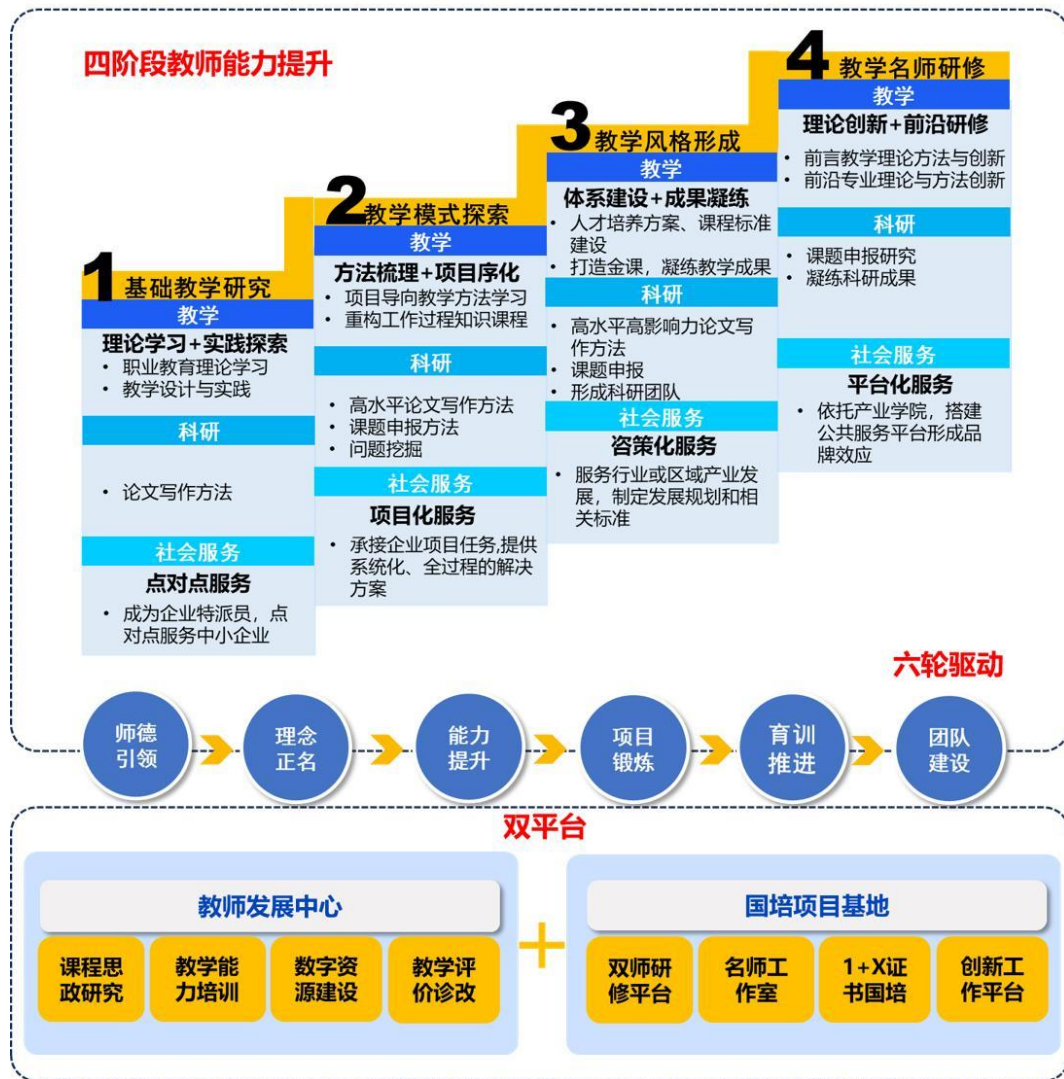 四阶段教师能力提升
1 基础教学研究
教学
理论学习+实践探索
• 职业教育理论学习
• 教学设计与实践
科研
• 论文写作方法
社会服务
点对点服务
• 成为企业特派员，点
对点服务中小企业
2 教学模式探索
教学
方法梳理+项目序化
• 项目导向教学方法学习
• 重构工作过程知识课程
科研
• 高水平论文写作方法
• 课题申报方法
• 问题挖掘
社会服务
项目化服务
• 承接企业项目任务,提供
系统化、全过程的解决
方案
3 教学风格形成
教学
体系建设+成果凝练
• 人才培养方案、课程标准
建设
• 打造金课，凝练教学成果
科研
• 高水平高影响力论文写
作方法
• 课题申报
• 形成科研团队
社会服务
咨策化服务
• 服务行业或区域产业发
展，制定发展规划和相
关标准
4 教学名师研修
教学
理论创新+前沿研修
• 前言教学理论方法与创新
• 前沿专业理论与方法创新
科研
• 课题申报研究
• 凝练科研成果
社会服务
平台化服务
• 依托产业学院，搭建
公共服务平台形成品
牌效应
六轮驱动
师德
引领
理念
正名
能力
提升
项目
锻炼
育训
推进
团队
建设
双平台
教师发展中心
课程思
政研究
教学能
力培训
数字资
源建设
教学评
价诊改
+
国培项目基地
双师研
修平台
名师工
作室
1+X证
书国培
创新工
作平台